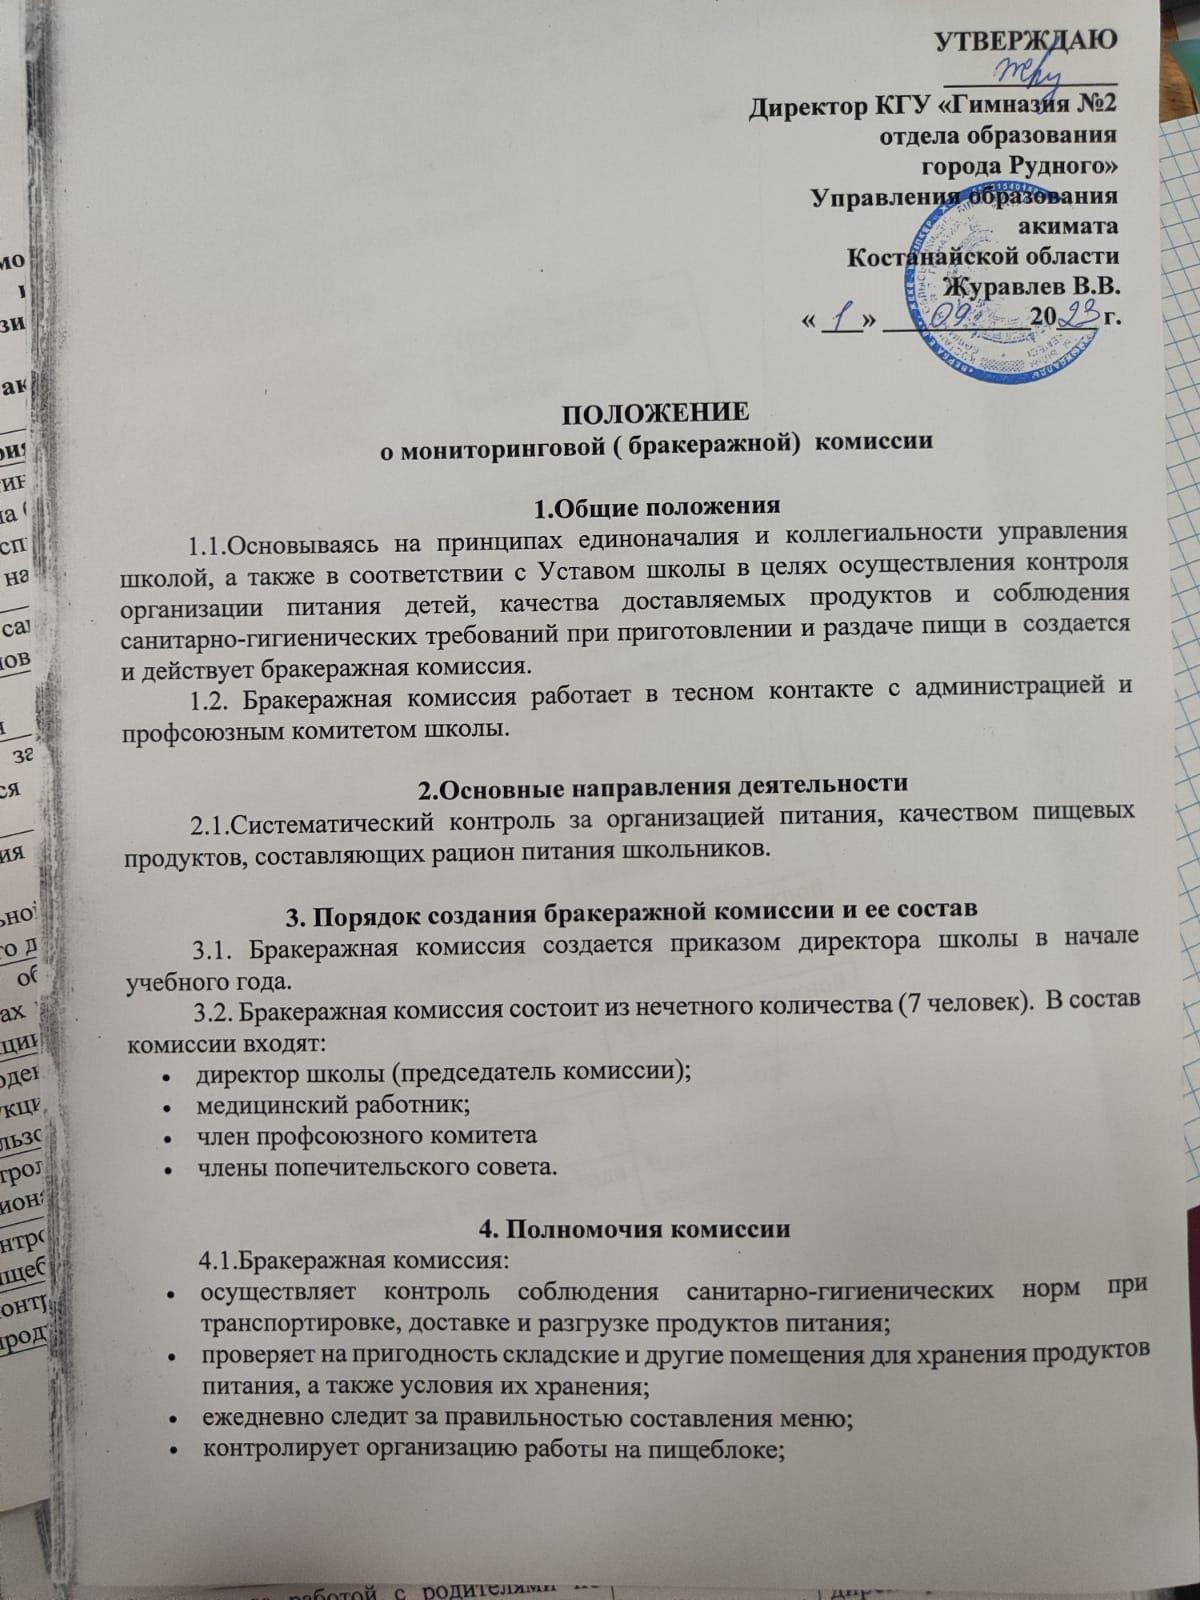 УТВЕРЖДАЮ
Директор КГУ «Гимназия №2
отдела образования
города Рудного»
Управления образования
акимата
Костанайской области
Журавлев В.В.
« 1 » 09 2023 г.
ПОЛОЖЕНИЕ
о мониторинговой ( бракеражной) комиссии
1.Общие положения
1.1.Основываясь на принципах единоначалия и коллегиальности управления
школой, а также в соответствии с Уставом школы в целях осуществления контроля
организации питания детей, качества доставляемых продуктов и соблюдения
санитарно-гигиенических требований при приготовлении и раздаче пищи в создается
и действует бракеражная комиссия.
1.2. Бракеражная комиссия работает в тесном контакте с администрацией и
профсоюзным комитетом школы.
2.Основные направления деятельности
2.1.Систематический контроль за организацией питания, качеством пищевых
продуктов, составляющих рацион питания школьников.
3. Порядок создания бракеражной комиссии и ее состав
3.1. Бракеражная комиссия создается приказом директора школы в начале
учебного года.
3.2. Бракеражная комиссия состоит из нечетного количества (7 человек). В состав
комиссии входят:
• директор школы (председатель комиссии);
• медицинский работник;
• член профсоюзного комитета
• члены попечительского совета.
4. Полномочия комиссии
4.1.Бракеражная комиссия:
• осуществляет контроль соблюдения санитарно-гигиенических норм при
транспортировке, доставке и разгрузке продуктов питания;
• проверяет на пригодность складские и другие помещения для хранения продуктов
питания, а также условия их хранения;
• ежедневно следит за правильностью составления меню;
• контролирует организацию работы на пищеблоке;
работой с родителями